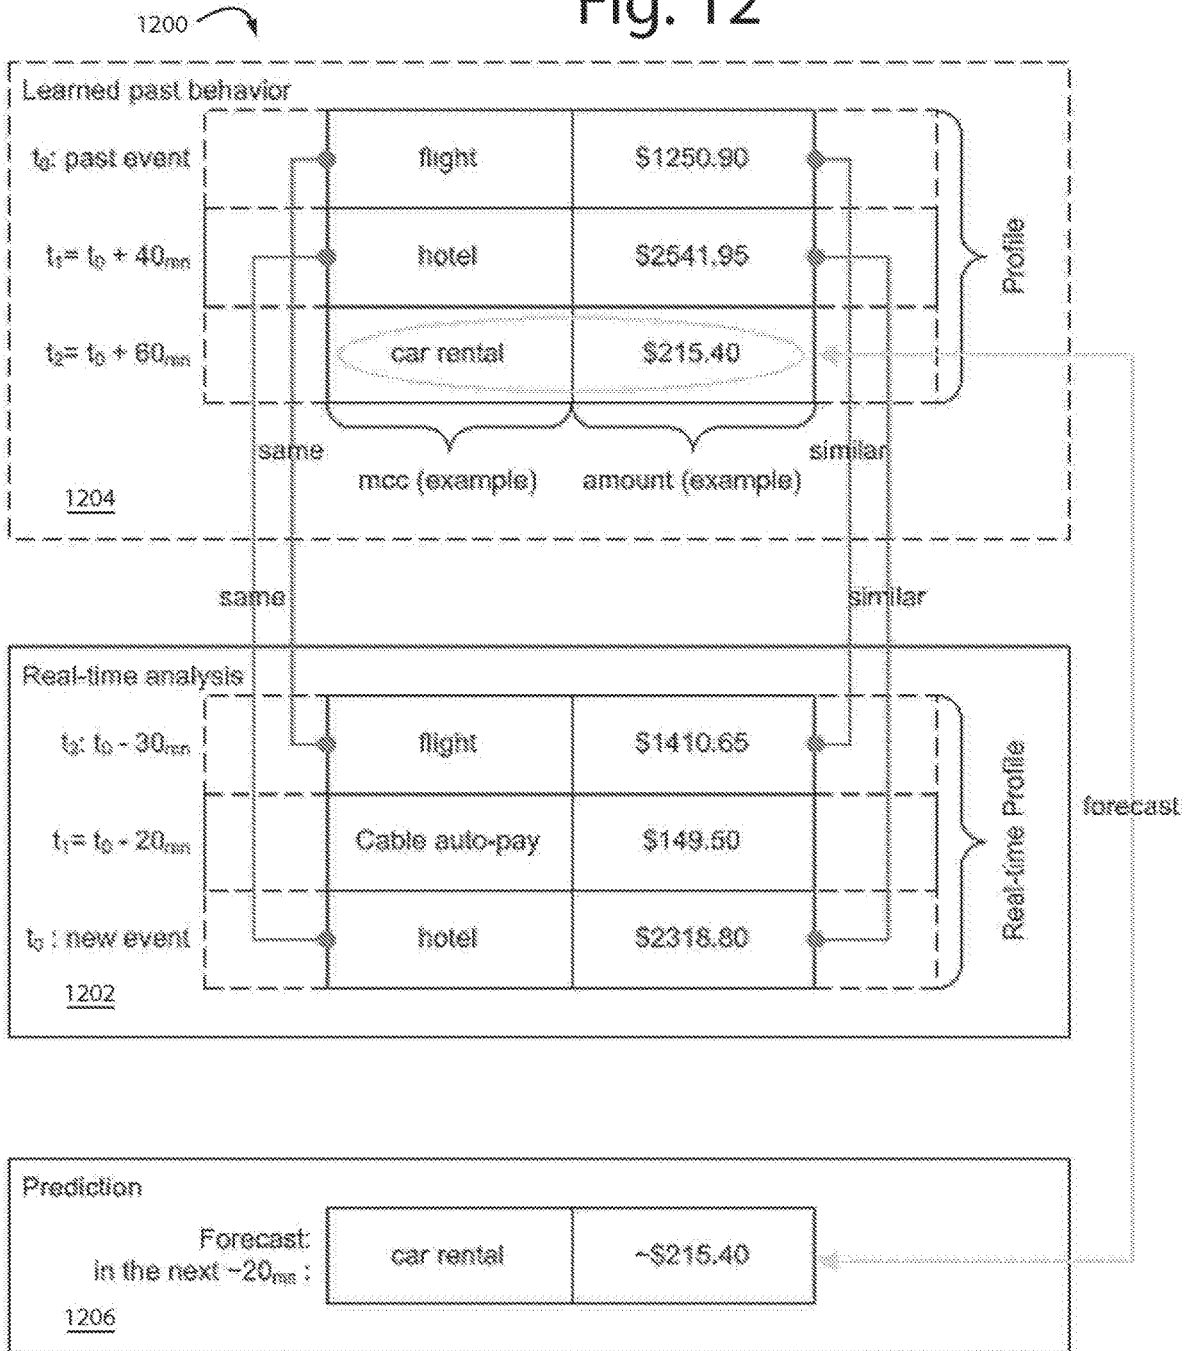 Fig. 12
1200
Learned past behavior
t₀: past event
flight
$1250.90
t₁= t₀ + 40mn
hotel
$2541.95
t₂= t₀ + 60mn
car rental
$215.40
Profile
same
similar
mcc (example)
amount (example)
1204
same
similar
Real-time analysis
t₂: t₀ - 30mn
flight
$1410.65
t₁= t₀ - 20mn
Cable auto-pay
$149.50
t₀ : new event
hotel
$2318.80
Real-time Profile
1202
forecast
Prediction
Forecast:
in the next ~20mn :
car rental
~$215.40
1206